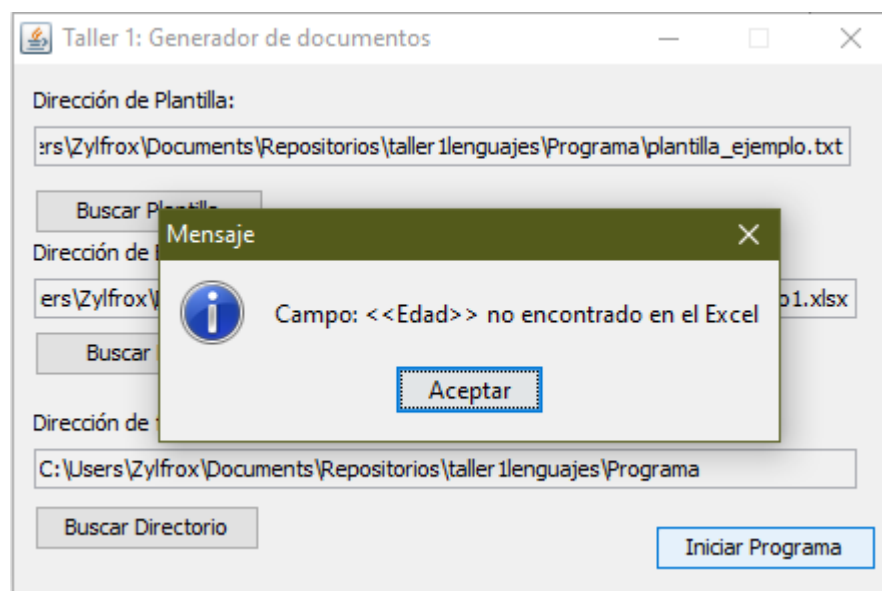 Taller 1: Generador de documentos
Dirección de Plantilla:
ers\Zylfrox\Documents\Repositorios\taller1lenguajes\Programa\plantilla_ejemplo.txt
Buscar
Mensaje
Dirección de
ers\Zylfrox\
o1.xlsx
Campo: <<Edad>> no encontrado en el Excel
Buscar
Aceptar
Dirección de
C:\Users\Zylfrox\Documents\Repositorios\taller1lenguajes\Programa
Buscar Directorio
Iniciar Programa